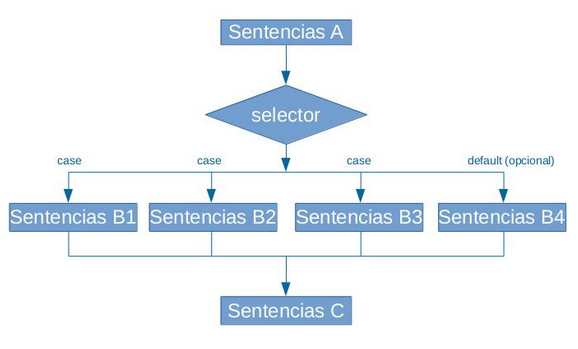 Sentencias A
selector
case
case
case
default (opcional)
Sentencias B1
Sentencias B2
Sentencias B3
Sentencias B4
Sentencias C